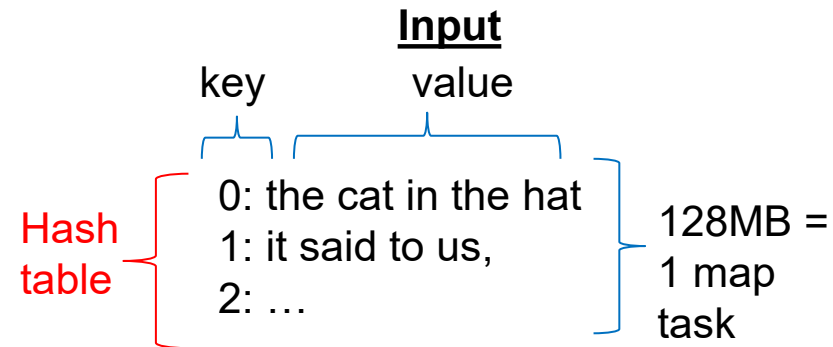 Input
key value
0: the cat in the hat
1: it said to us,
2: …
Hash
table
128MB =
1 map
task